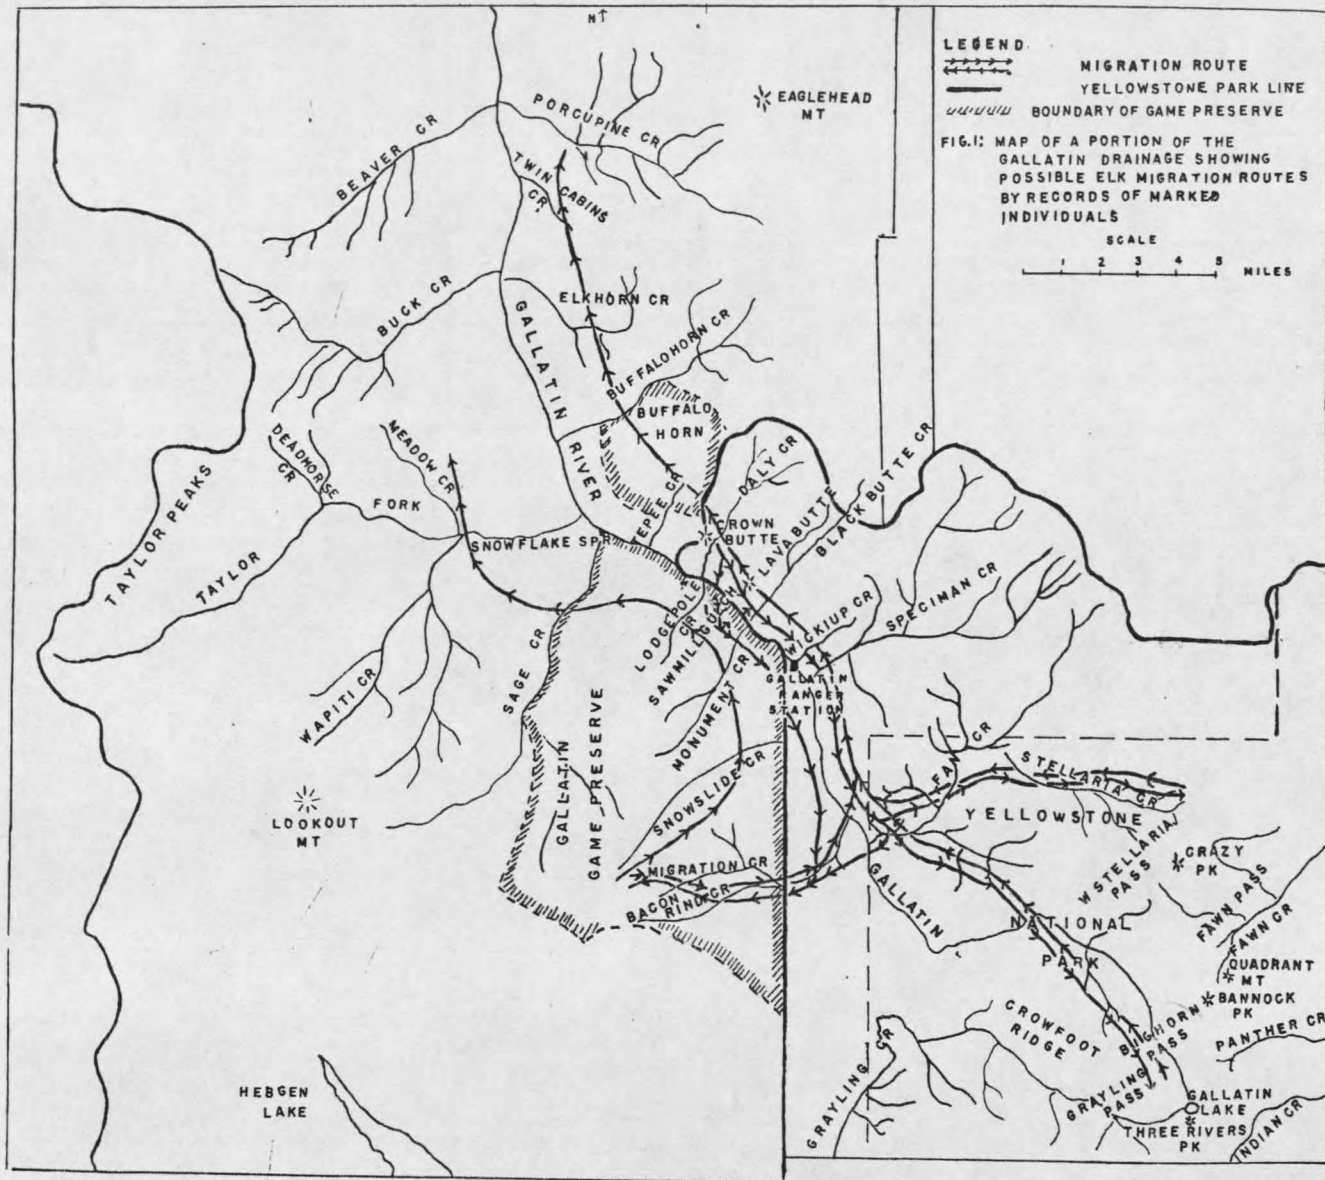 N↑
LEGEND
MIGRATION ROUTE
YELLOWSTONE PARK LINE
BOUNDARY OF GAME PRESERVE
FIG.1: MAP OF A PORTION OF THE
GALLATIN DRAINAGE SHOWING
POSSIBLE ELK MIGRATION ROUTES
BY RECORDS OF MARKED
INDIVIDUALS
SCALE
1 2 3 4 5 MILES
EAGLEHEAD
MT
PORCUPINE CR
BEAVER CR
TWIN CABINS
CR
BUCK CR
ELKHORN CR
GALLATIN
RIVER
BUFFALOHORN CR
BUFFALO
HORN
DEADHORSE
CR
MEADOW CR
TAYLOR PEAKS
TAYLOR
FORK
SNOWFLAKE SPR
TEPEE CR
DALY CR
CROWN
BUTTE
LAVA BUTTE
BLACK BUTTE CR
WICKIUP CR
SPECIMAN CR
LODGEPOLE
CR
SAWMILL GULCH
MONUMENT CR
GALLATIN
RANGER
STATION
WAPITI CR
SAGE CR
GALLATIN
GAME PRESERVE
SNOWSLIDE CR
LOOKOUT
MT
MIGRATION CR
BACON
RIND CR
FAN CR
STELLARIA CR
YELLOWSTONE
W STELLARIA
PASS
CRAZY
PK
FAWN PASS
FAWN CR
GALLATIN
NATIONAL
PARK
QUADRANT
MT
BANNOCK
PK
BIGHORN
PASS
PANTHER CR
CROWFOOT
RIDGE
GRAYLING CR
GRAYLING
PASS
GALLATIN
LAKE
THREE RIVERS
PK
INDIAN CR
HEBGEN
LAKE